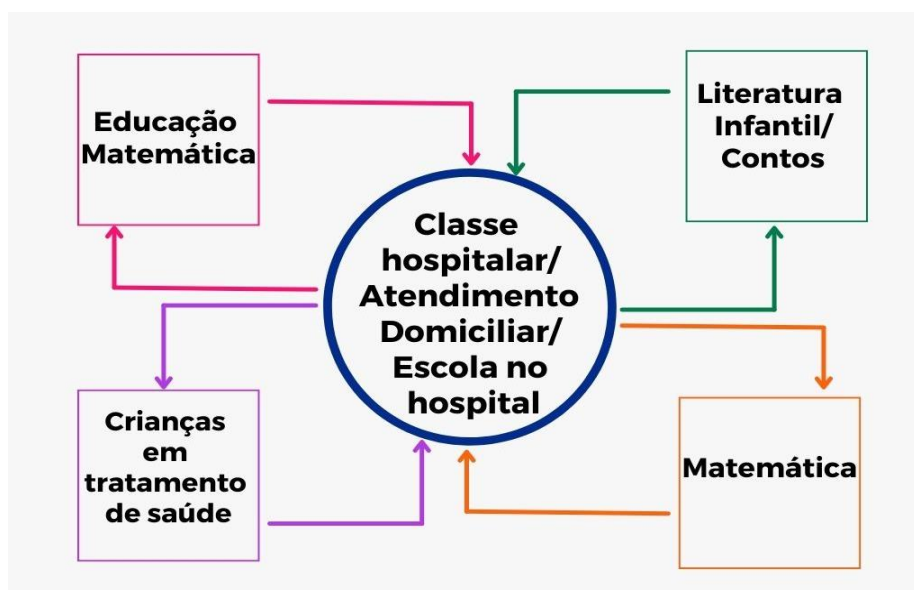 Educação
Matemática
Literatura
Infantil/
Contos
Classe
hospitalar/
Atendimento
Domiciliar/
Escola no
hospital
Crianças
em
tratamento
de saúde
Matemática